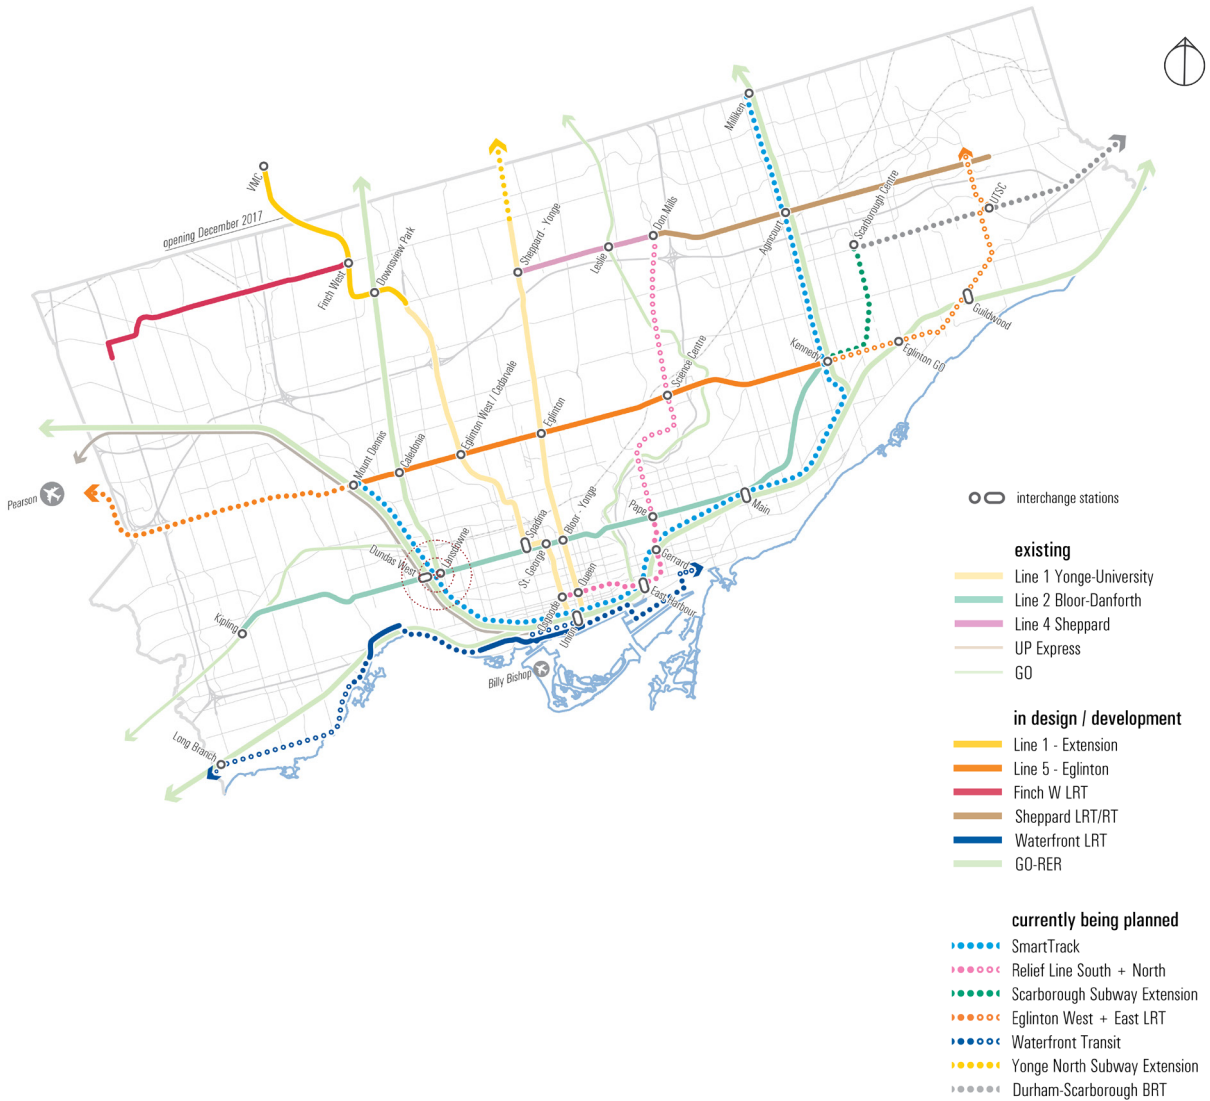 Milliken
VMC
opening December 2017
Sheppard - Yonge
Don Mills
Scarborough Centre
UTSC
Finch West
Downsview Park
Leslie
Agincourt
Guildwood
Kennedy
Eglinton GO
Science Centre
Eglinton West / Cedarvale
Eglinton
Mount Dennis
Caledonia
Pearson
Pape
Main
Spadina
Bloor - Yonge
St. George
Dundas West
Lansdowne
Gerrard
Queen
Osgoode
East Harbour
Union
Kipling
Billy Bishop
Long Branch
interchange stations
existing
Line 1 Yonge-University
Line 2 Bloor-Danforth
Line 4 Sheppard
UP Express
GO
in design / development
Line 1 - Extension
Line 5 - Eglinton
Finch W LRT
Sheppard LRT/RT
Waterfront LRT
GO-RER
currently being planned
SmartTrack
Relief Line South + North
Scarborough Subway Extension
Eglinton West + East LRT
Waterfront Transit
Yonge North Subway Extension
Durham-Scarborough BRT